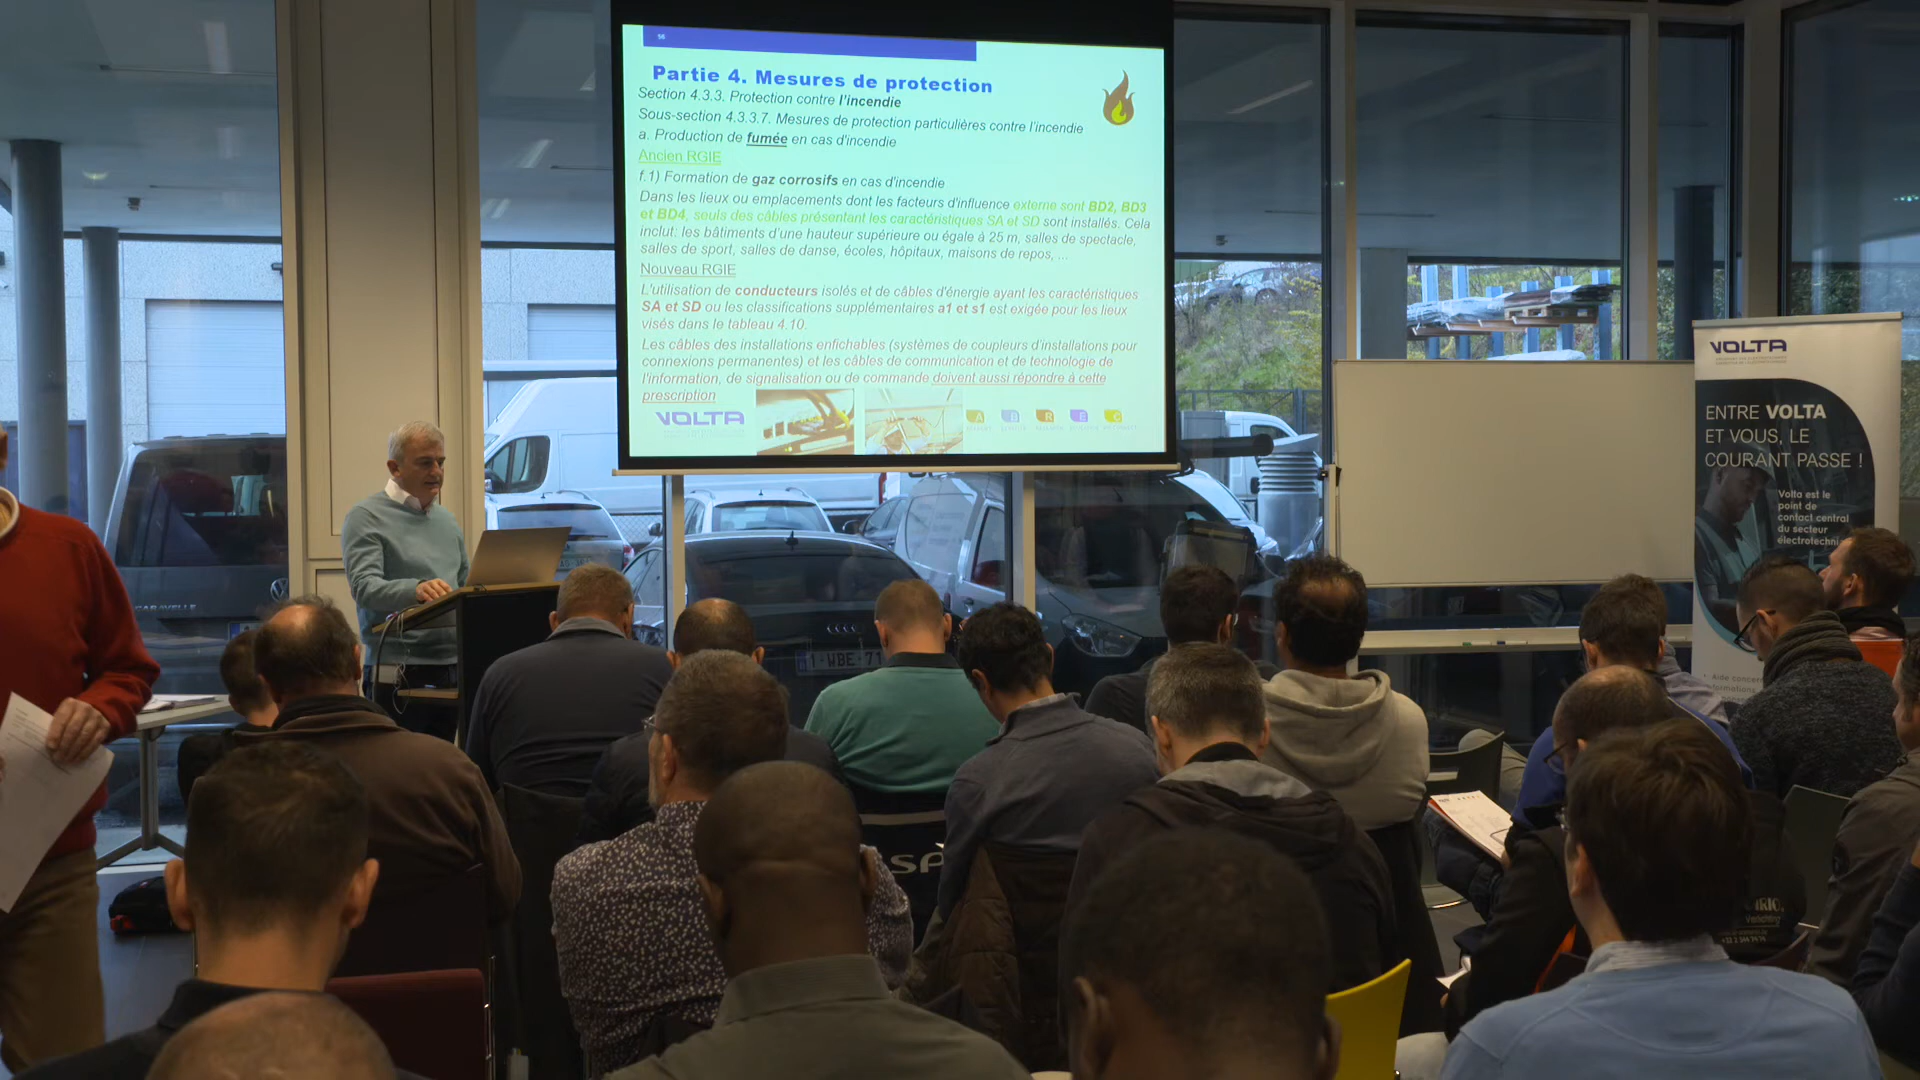 56
Partie 4. Mesures de protection
Section 4.3.3. Protection contre l'incendie
Sous-section 4.3.3.7. Mesures de protection particulières contre l'incendie
a. Production de fumée en cas d'incendie
Ancien RGIE
f.1) Formation de gaz corrosifs en cas d'incendie
Dans les lieux ou emplacements dont les facteurs d'influence externe sont BD2, BD3
et BD4, seuls des câbles présentant les caractéristiques SA et SD sont installés. Cela
inclut: les bâtiments d'une hauteur supérieure ou égale à 25 m, salles de spectacle,
salles de sport, salles de danse, écoles, hôpitaux, maisons de repos, ...
Nouveau RGIE
L'utilisation de conducteurs isolés et de câbles d'énergie ayant les caractéristiques
SA et SD ou les classifications supplémentaires a1 et s1 est exigée pour les lieux
visés dans le tableau 4.10.
Les câbles des installations enfichables (systèmes de coupleurs d'installations pour
connexions permanentes) et les câbles de communication et de technologie de
l'information, de signalisation ou de commande doivent aussi répondre à cette
prescription
VOLTA
A B R E C
VOLTA
ENTRE VOLTA
ET VOUS, LE
COURANT PASSE !
Volta est le
point de
contact central
du secteur
électrotechni
Aide concer
CARAVELLE
1-WBE-71